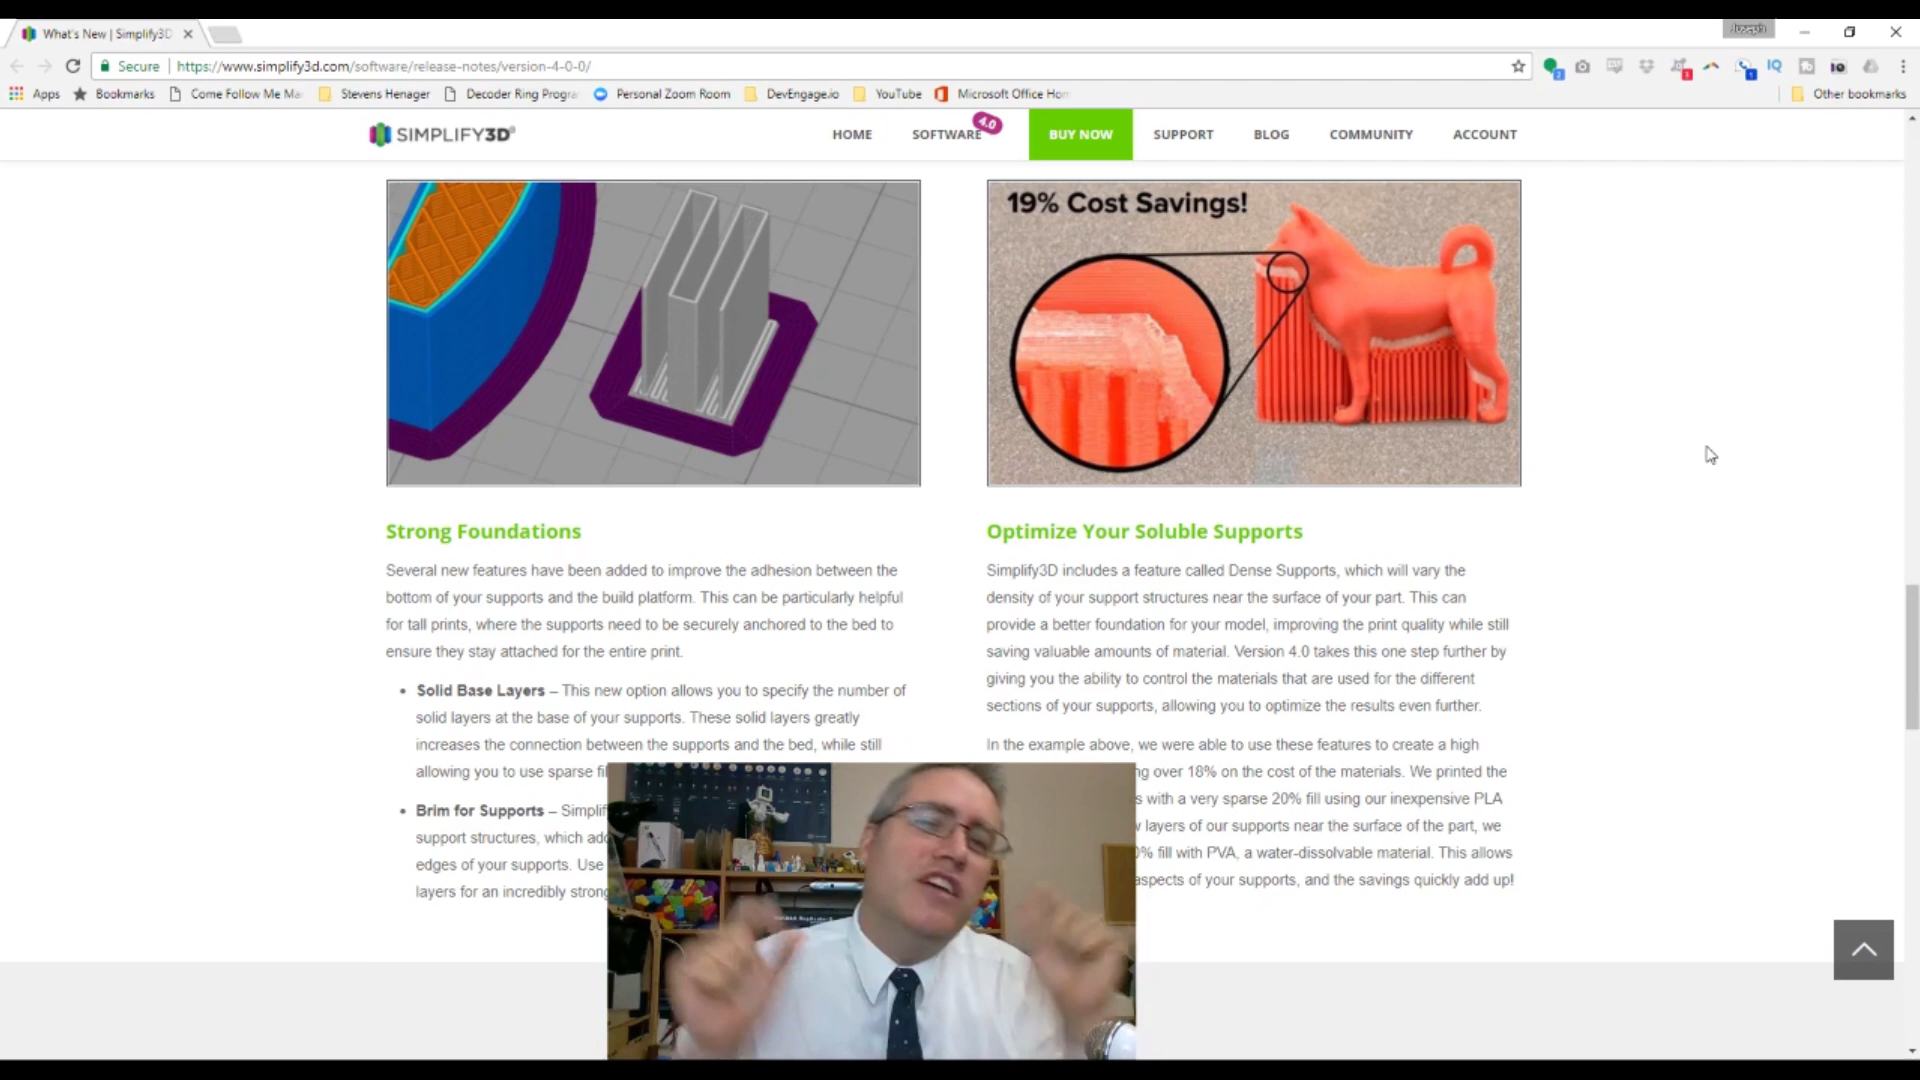 What's New | Simplify3D
Joseph
Secure https://www.simplify3d.com/software/release-notes/version-4-0-0/
Apps Bookmarks Come Follow Me Ma Stevens Henager Decoder Ring Progra Personal Zoom Room DevEngage.io YouTube Microsoft Office Hom Other bookmarks
SIMPLIFY3D HOME SOFTWARE 4.0 BUY NOW SUPPORT BLOG COMMUNITY ACCOUNT
19% Cost Savings!
Strong Foundations
Several new features have been added to improve the adhesion between the
bottom of your supports and the build platform. This can be particularly helpful
for tall prints, where the supports need to be securely anchored to the bed to
ensure they stay attached for the entire print.
• Solid Base Layers – This new option allows you to specify the number of
solid layers at the base of your supports. These solid layers greatly
increases the connection between the supports and the bed, while still
allowing you to use sparse fil
• Brim for Supports – Simplif
support structures, which add
edges of your supports. Use
layers for an incredibly strong
Optimize Your Soluble Supports
Simplify3D includes a feature called Dense Supports, which will vary the
density of your support structures near the surface of your part. This can
provide a better foundation for your model, improving the print quality while still
saving valuable amounts of material. Version 4.0 takes this one step further by
giving you the ability to control the materials that are used for the different
sections of your supports, allowing you to optimize the results even further.
In the example above, we were able to use these features to create a high
ng over 18% on the cost of the materials. We printed the
s with a very sparse 20% fill using our inexpensive PLA
layers of our supports near the surface of the part, we
0% fill with PVA, a water-dissolvable material. This allows
aspects of your supports, and the savings quickly add up!